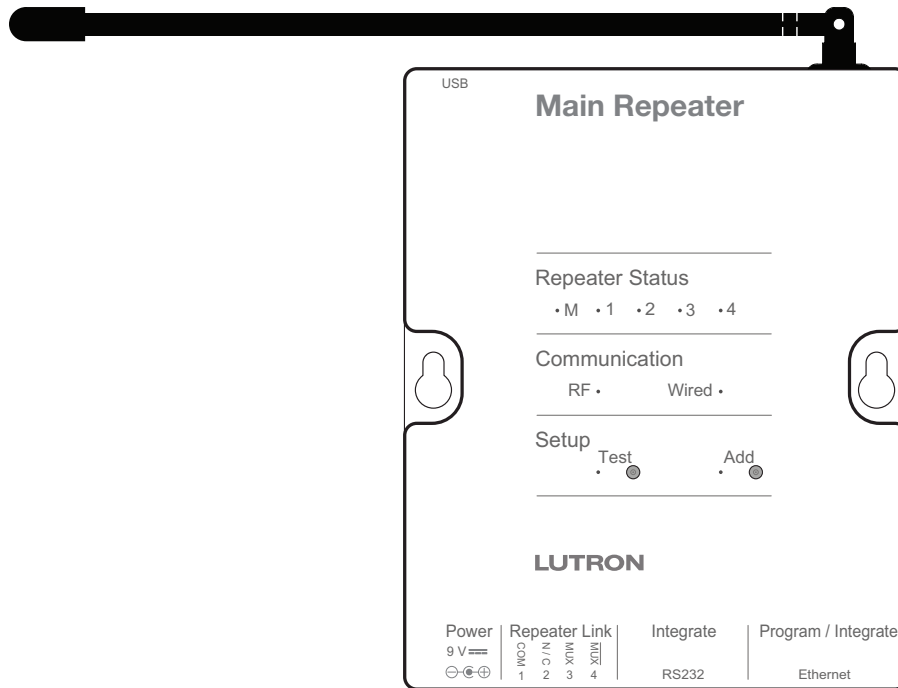 USB
Main Repeater
Repeater Status
M 1 2 3 4
Communication
RF Wired
Setup
Test Add
LUTRON
Power Repeater Link Integrate Program / Integrate
9 V
COM N / C MUX MUX
1 2 3 4 RS232 Ethernet